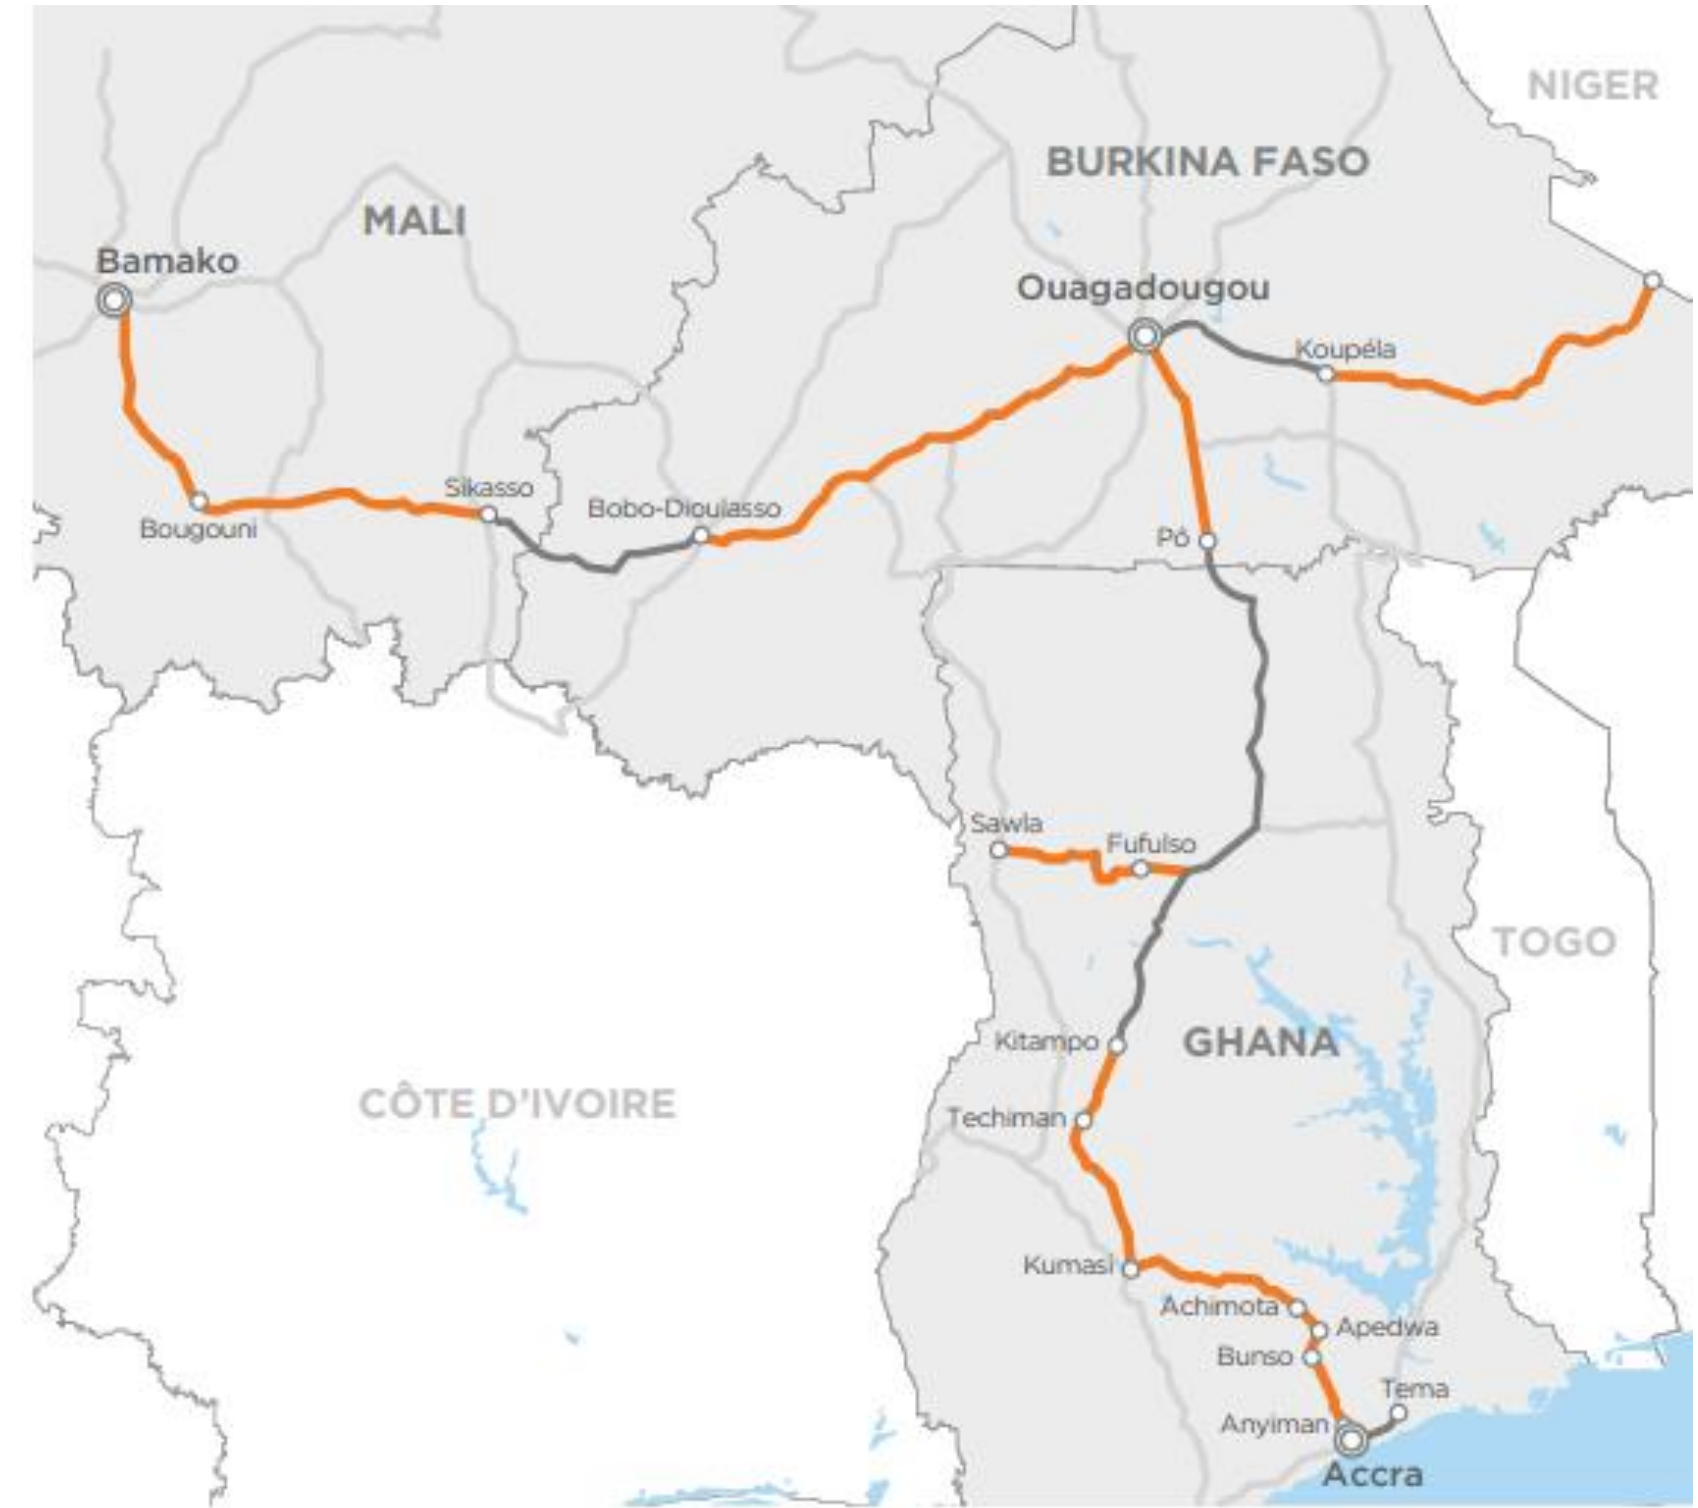 NIGER
BURKINA FASO
MALI
Bamako
Ouagadougou
Koupéla
Sikasso
Bobo-Dioulasso
Bougouni
Pô
Sawla
Fufulso
TOGO
Kitampo
GHANA
CÔTE D'IVOIRE
Techiman
Kumasi
Achimota
Apedwa
Bunso
Tema
Anyiman
Accra